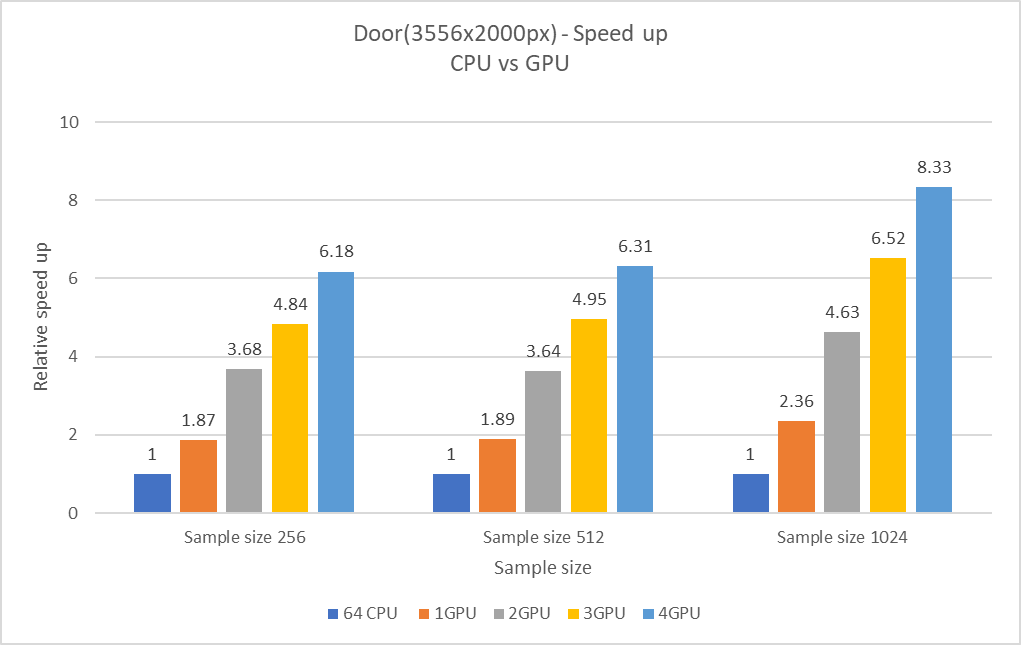 Door(3556x2000px) - Speed up
CPU vs GPU
Relative speed up
10
8
6
4
2
0
1
1.87
3.68
4.84
6.18
1
1.89
3.64
4.95
6.31
1
2.36
4.63
6.52
8.33
Sample size 256
Sample size 512
Sample size 1024
Sample size
64 CPU
1GPU
2GPU
3GPU
4GPU